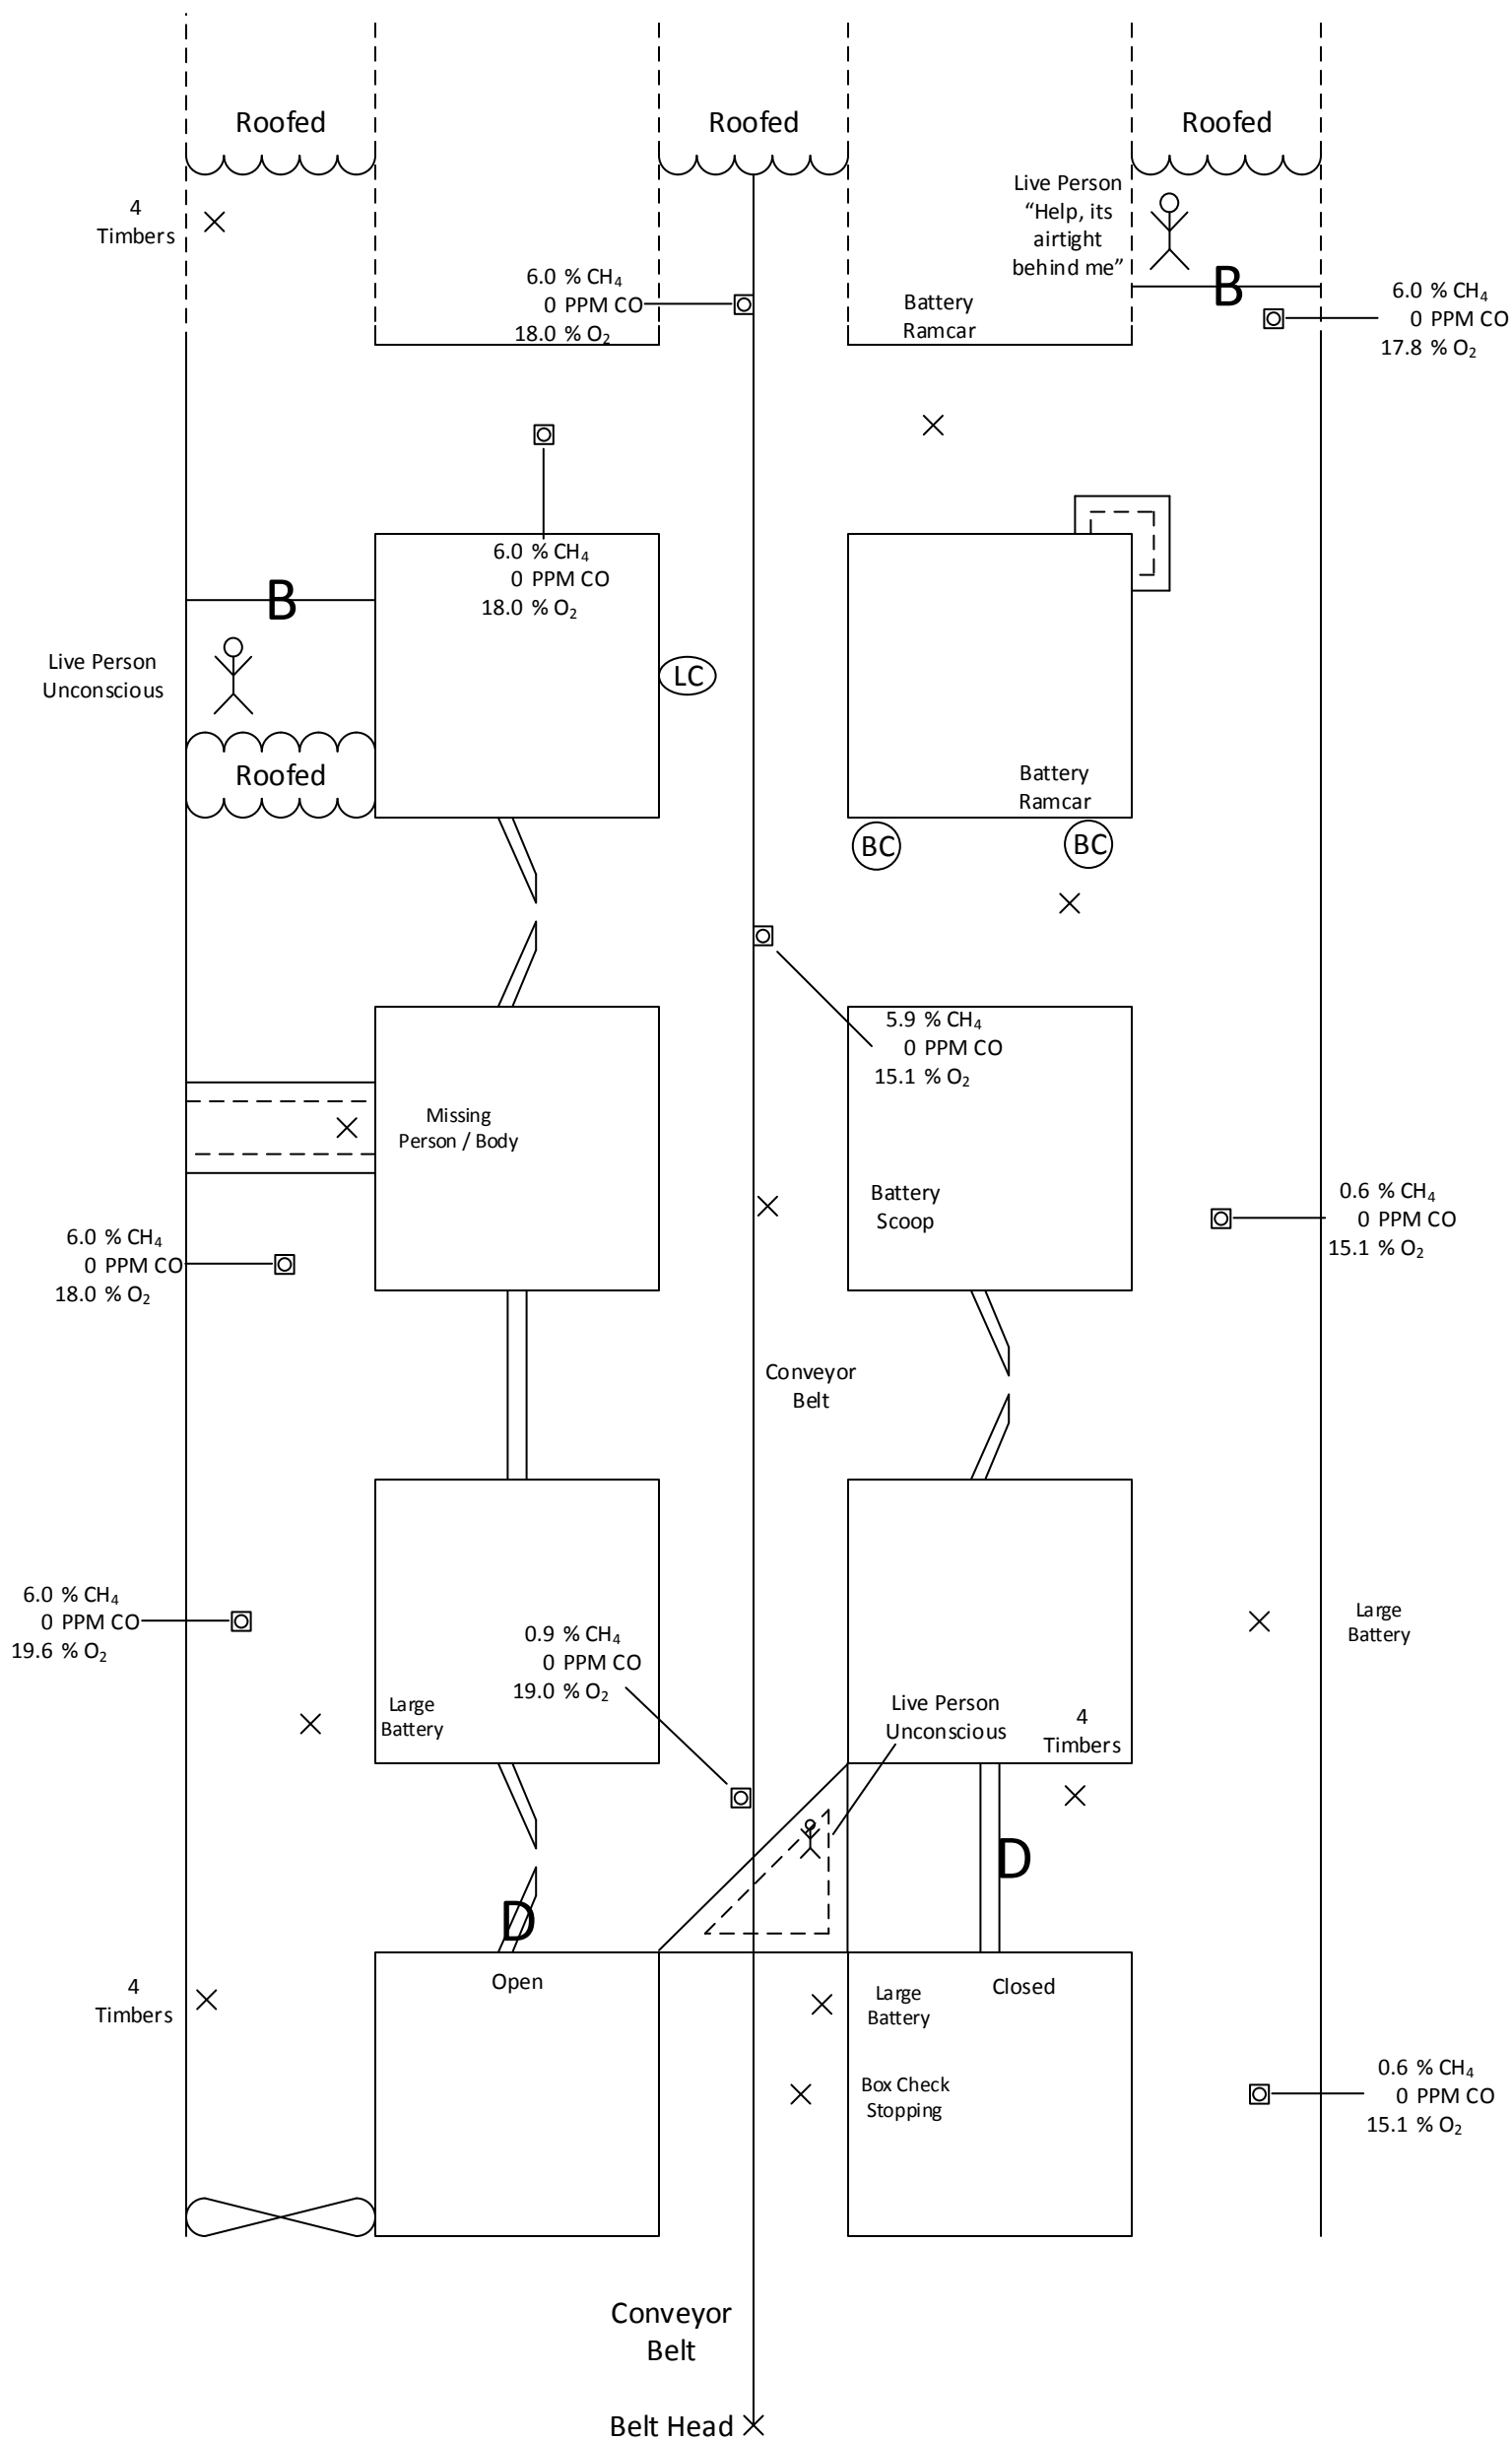 Roofed
Roofed
Roofed
4
Timbers
Live Person
“Help, its
airtight
behind me”
B
6.0 % CH₄
0 PPM CO
18.0 % O₂
Battery
Ramcar
6.0 % CH₄
0 PPM CO
17.8 % O₂
6.0 % CH₄
0 PPM CO
18.0 % O₂
B
Live Person
Unconscious
LC
Roofed
Battery
Ramcar
BC
BC
5.9 % CH₄
0 PPM CO
15.1 % O₂
Missing
Person / Body
Battery
Scoop
0.6 % CH₄
0 PPM CO
15.1 % O₂
6.0 % CH₄
0 PPM CO
18.0 % O₂
Conveyor
Belt
6.0 % CH₄
0 PPM CO
19.6 % O₂
0.9 % CH₄
0 PPM CO
19.0 % O₂
Large
Battery
Large
Battery
Live Person
Unconscious
4
Timbers
D
D
Open
Closed
4
Timbers
Large
Battery
Box Check
Stopping
0.6 % CH₄
0 PPM CO
15.1 % O₂
Conveyor
Belt
Belt Head